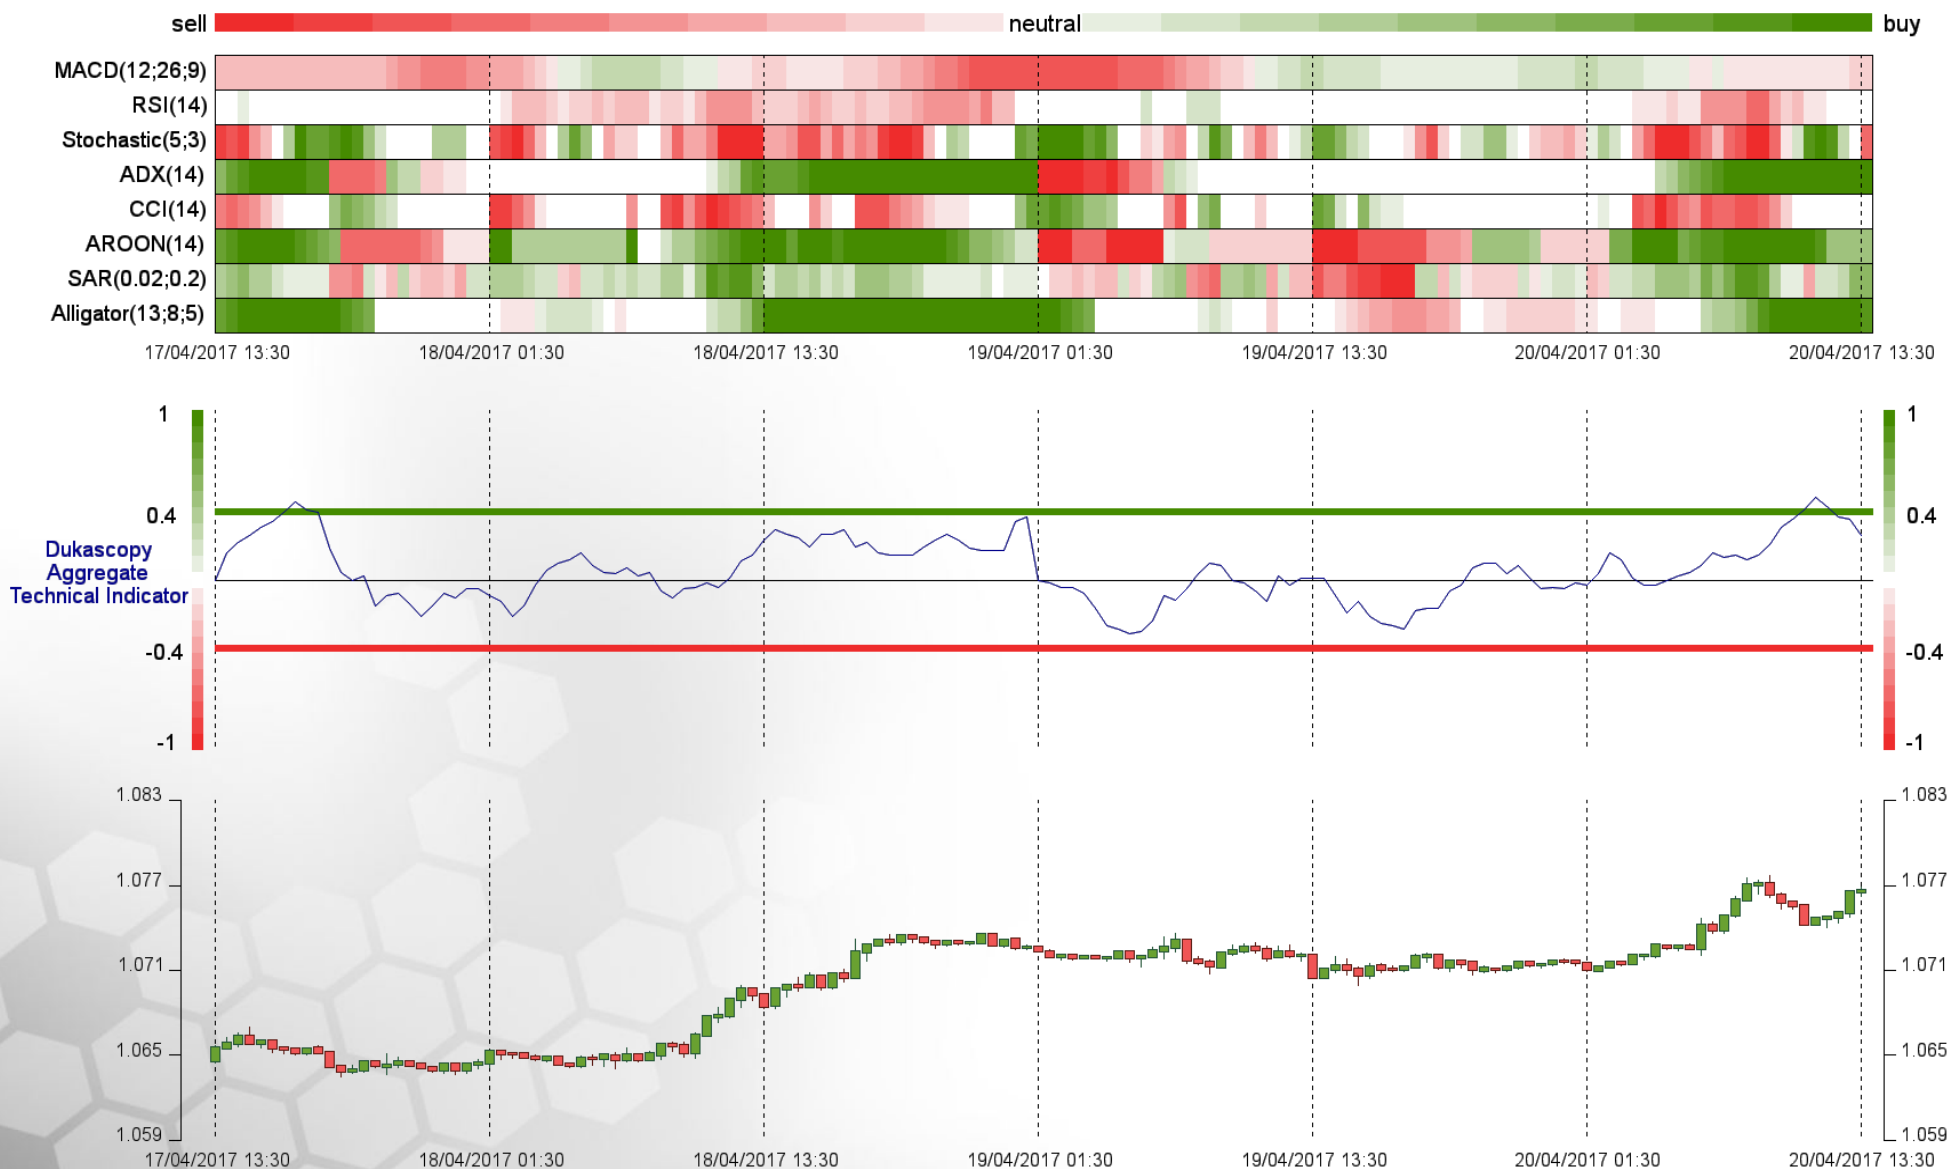 sell neutral buy
MACD(12;26;9)
RSI(14)
Stochastic(5;3)
ADX(14)
CCI(14)
AROON(14)
SAR(0.02;0.2)
Alligator(13;8;5)
17/04/2017 13:30 18/04/2017 01:30 18/04/2017 13:30 19/04/2017 01:30 19/04/2017 13:30 20/04/2017 01:30 20/04/2017 13:30
1 1
0.4 0.4
Dukascopy
Aggregate
Technical Indicator
-0.4 -0.4
-1 -1
1.083 1.083
1.077 1.077
1.071 1.071
1.065 1.065
1.059 1.059
17/04/2017 13:30 18/04/2017 01:30 18/04/2017 13:30 19/04/2017 01:30 19/04/2017 13:30 20/04/2017 01:30 20/04/2017 13:30